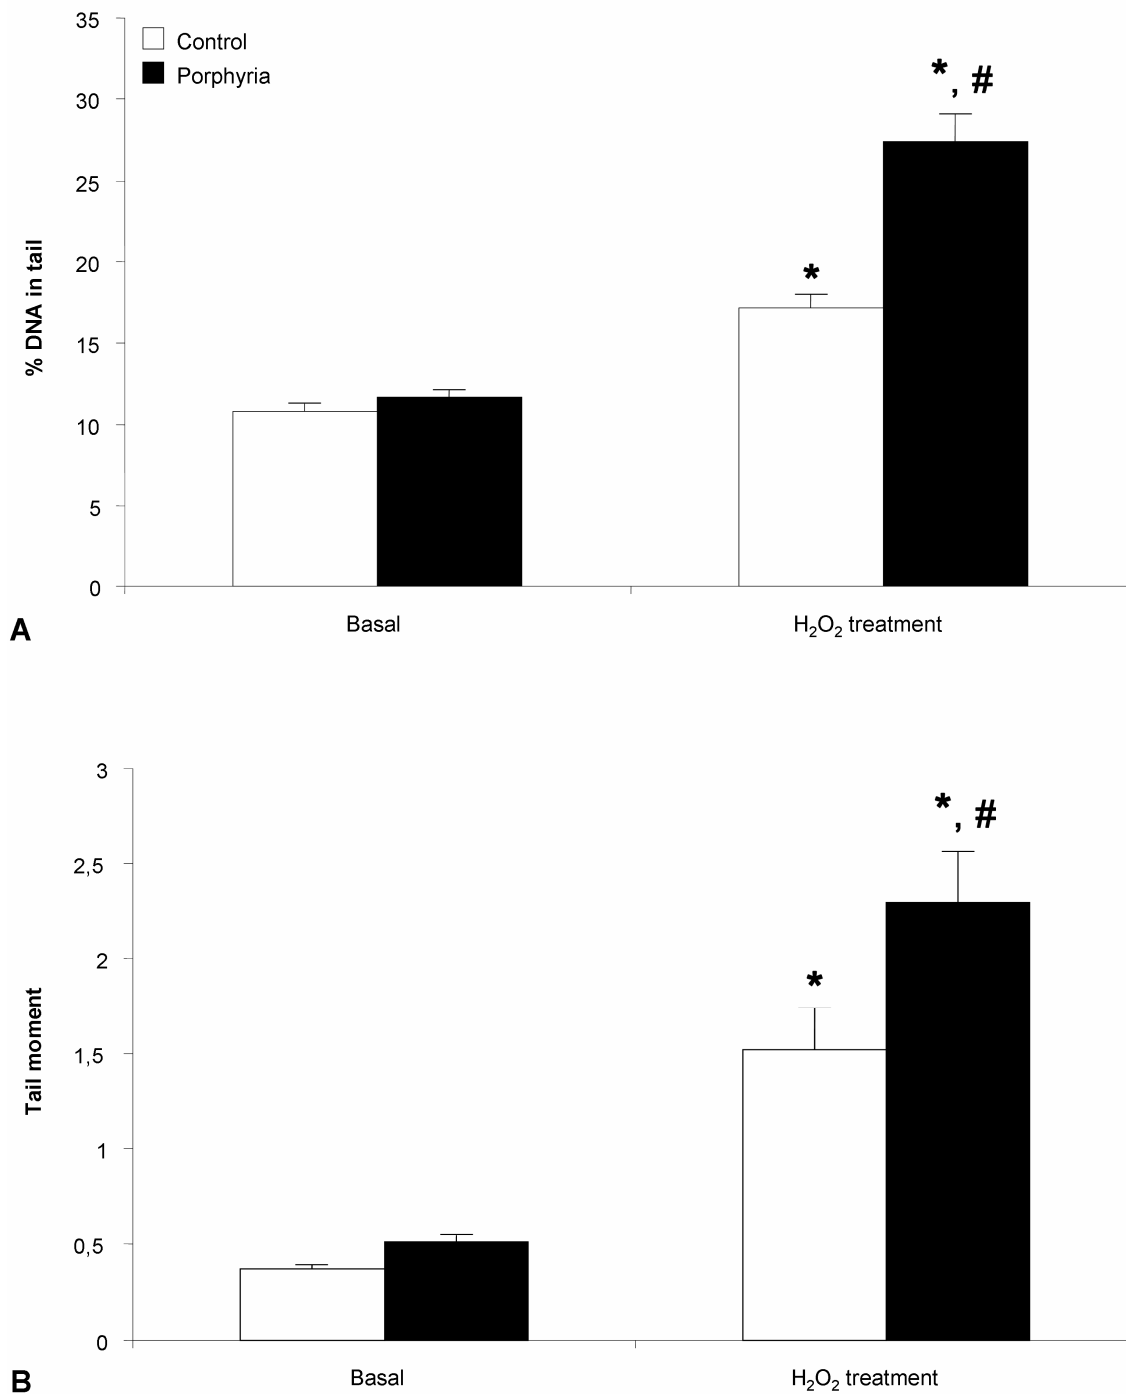 35
Control
Porphyria
30
*, #
25
20
*
15
10
5
0
% DNA in tail
Basal
H₂O₂ treatment
A
3
*, #
2,5
2
*
1,5
1
0,5
0
Tail moment
Basal
H₂O₂ treatment
B